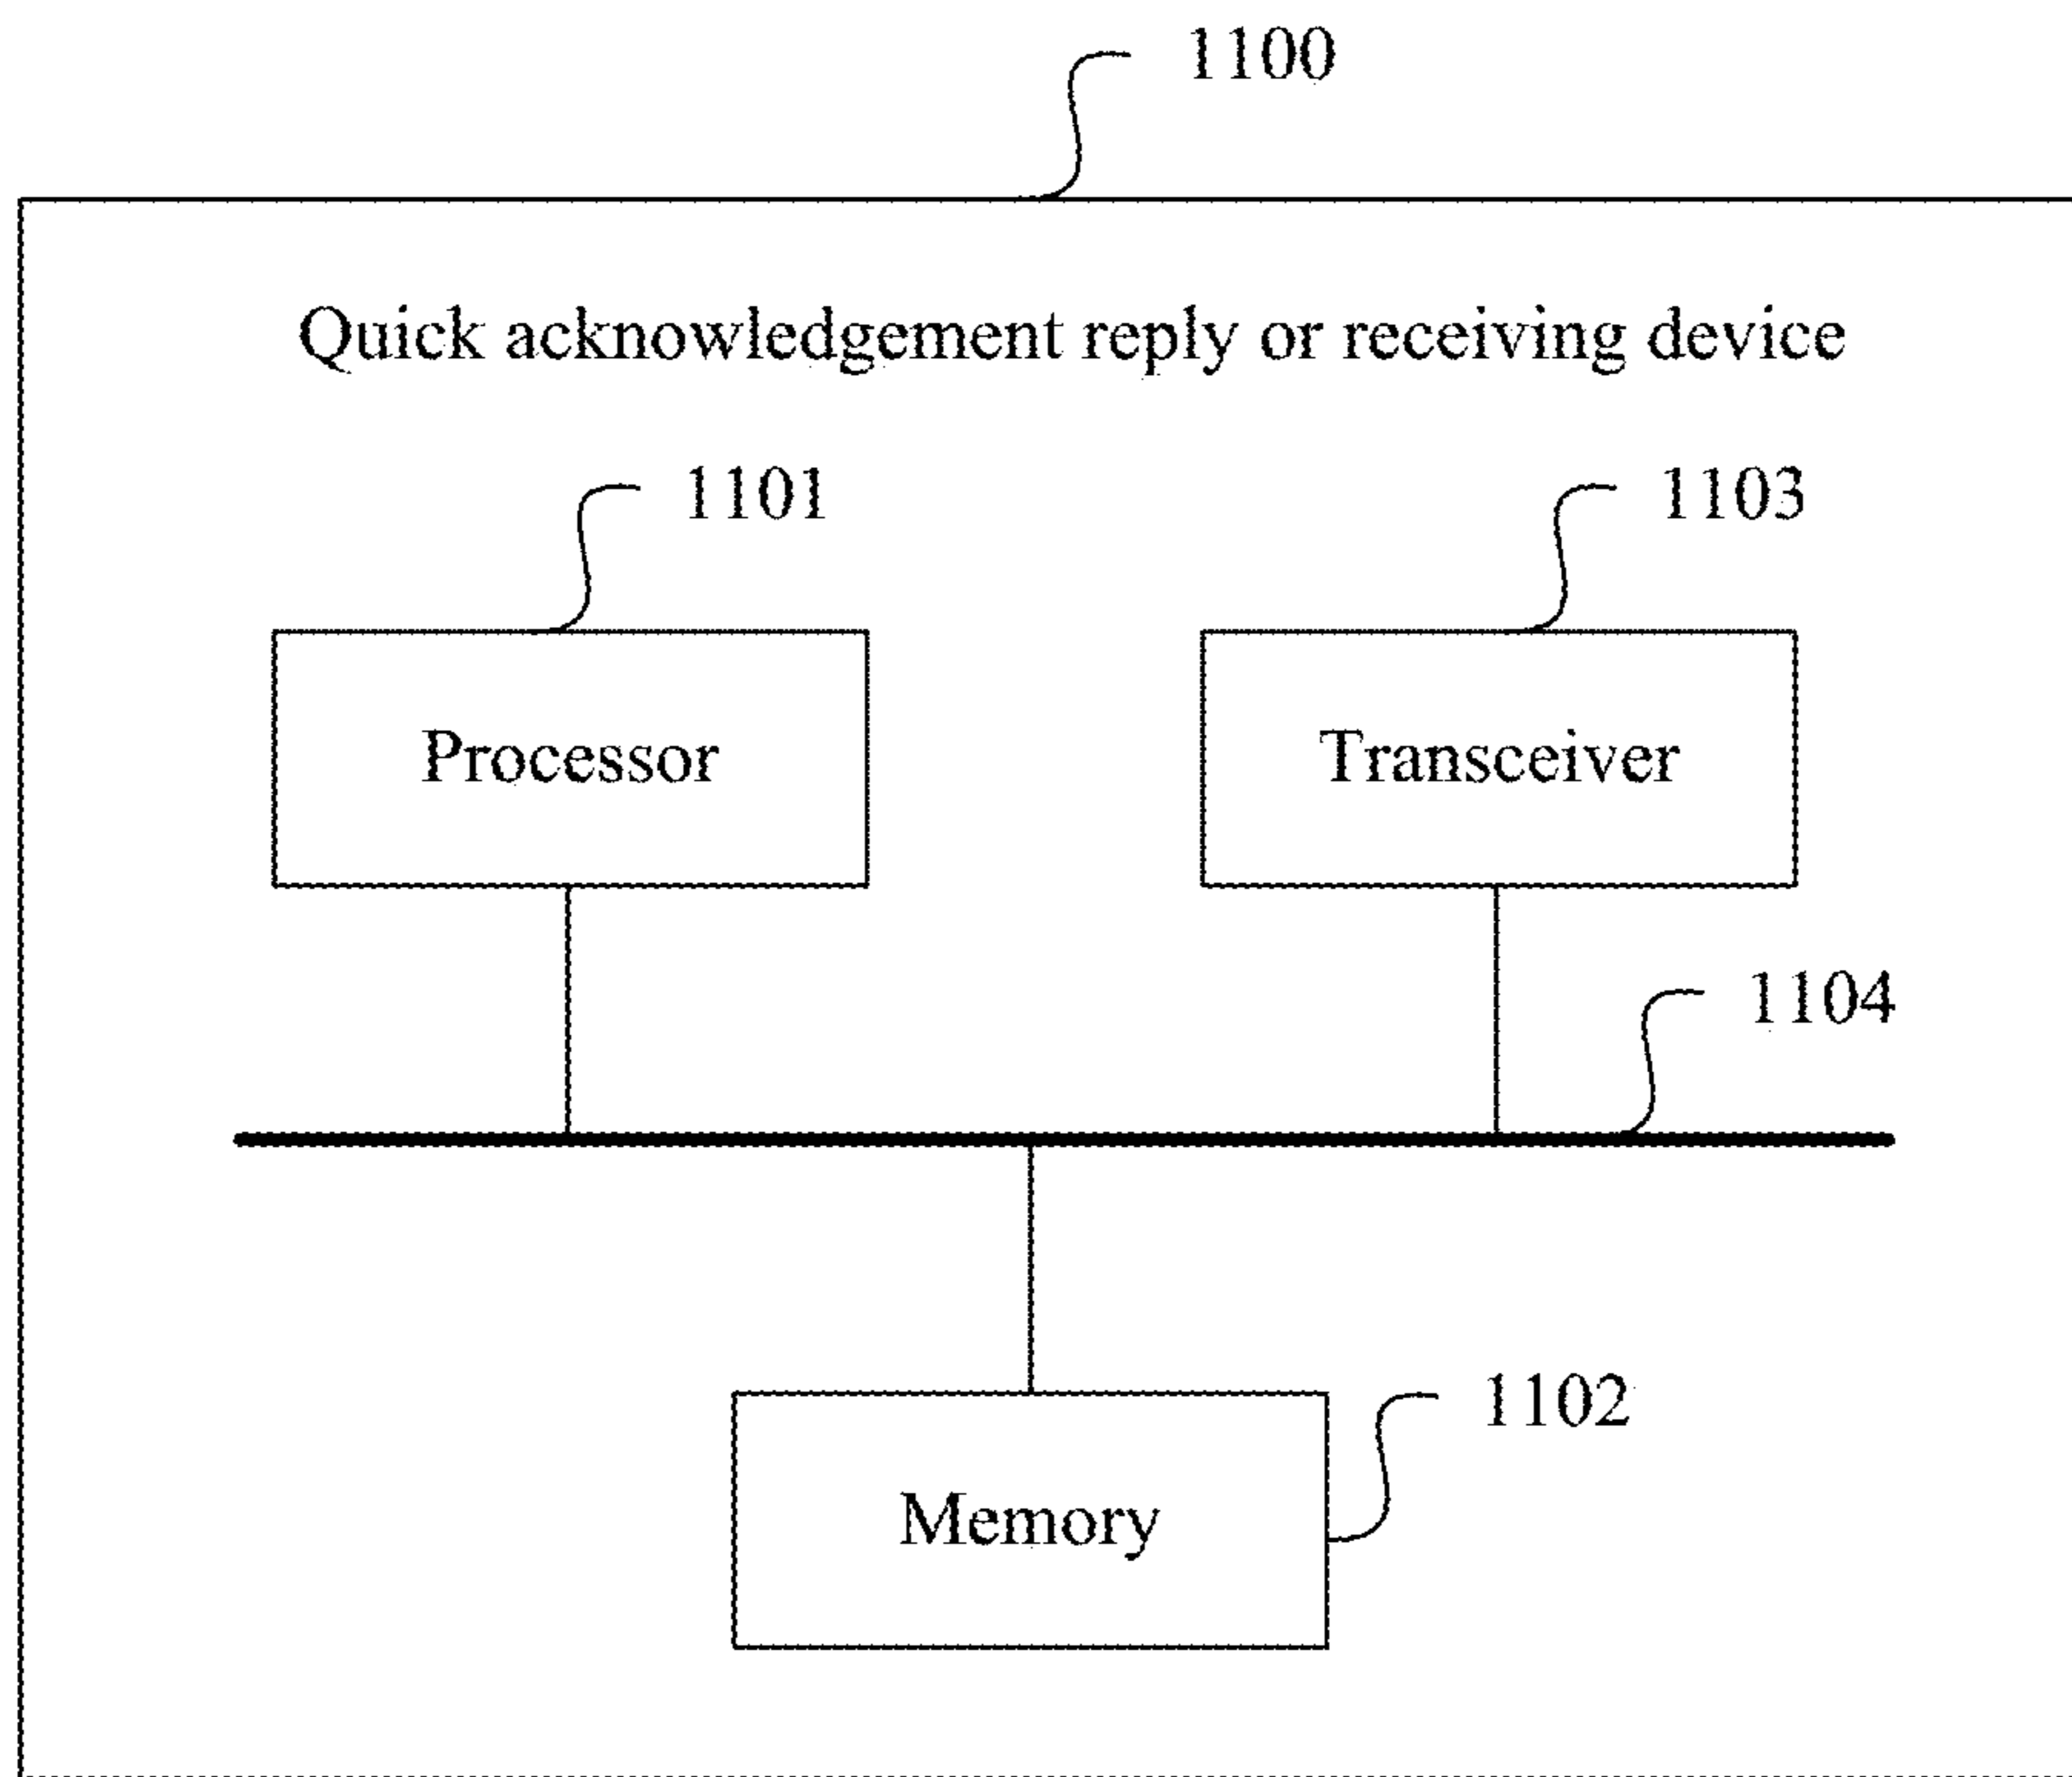 1100
Quick acknowledgement reply or receiving device
1101
1103
Processor
Transceiver
1104
1102
Memory